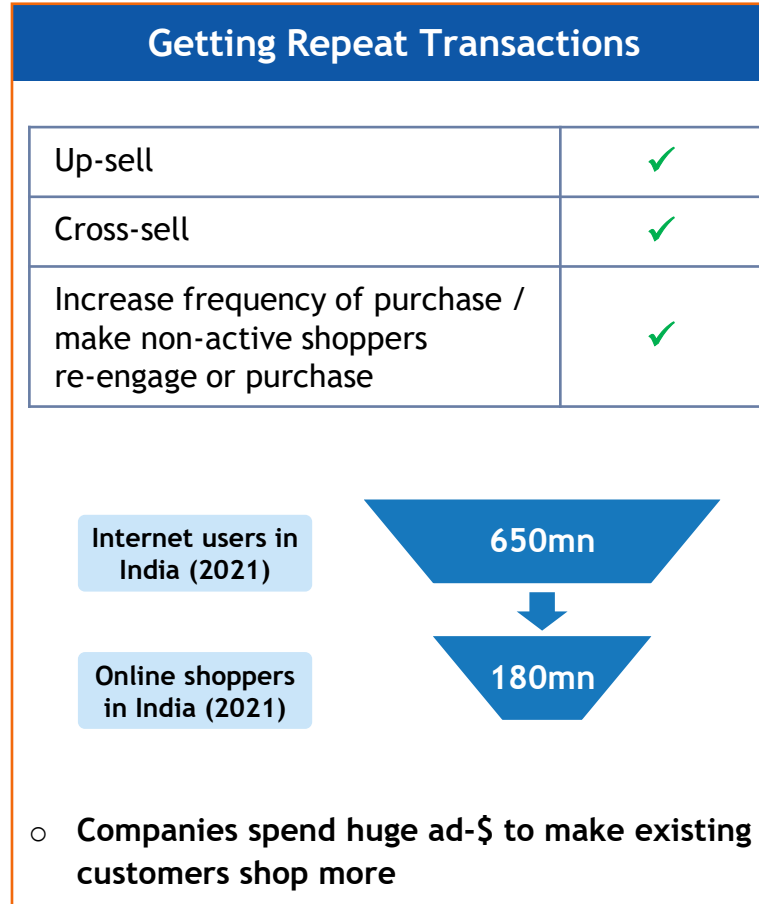 Getting Repeat Transactions
Up-sell ✓
Cross-sell ✓
Increase frequency of purchase /
make non-active shoppers ✓
re-engage or purchase
Internet users in
India (2021)
650mn
Online shoppers
in India (2021)
180mn
○ Companies spend huge ad-$ to make existing
customers shop more